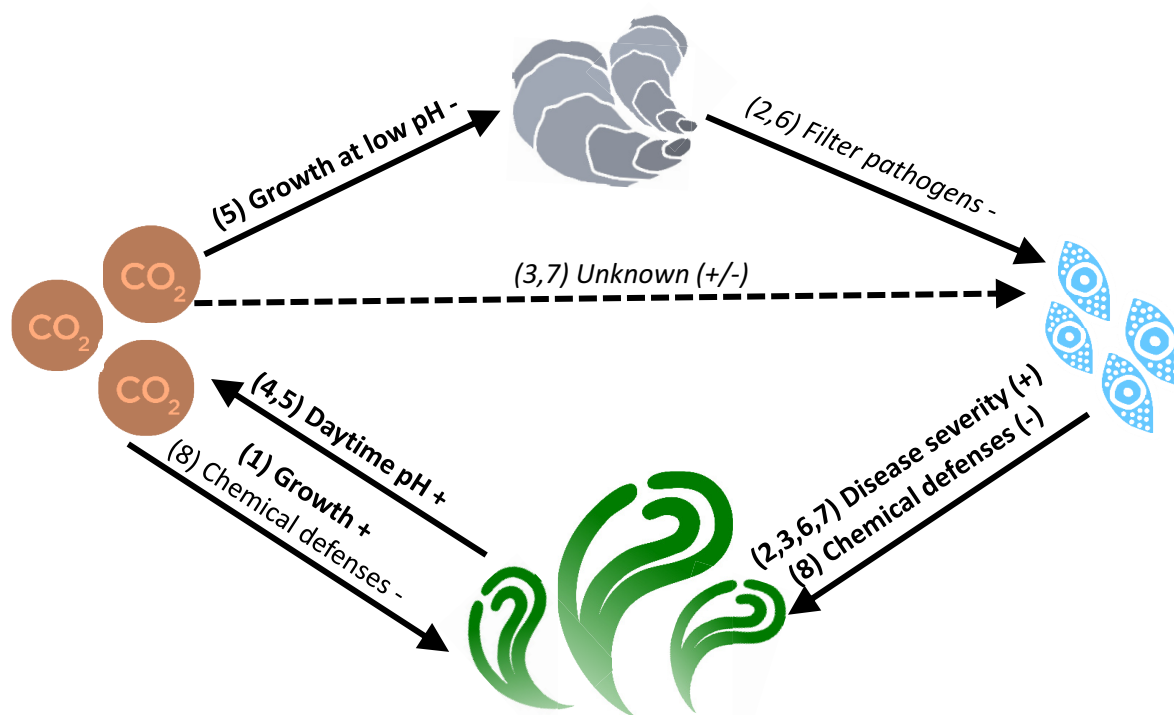 (5) Growth at low pH -
(2,6) Filter pathogens -
(3,7) Unknown (+/-)
CO2
CO2
CO2
(4,5) Daytime pH +
(1) Growth +
(8) Chemical defenses -
(2,3,6,7) Disease severity (+)
(8) Chemical defenses (-)